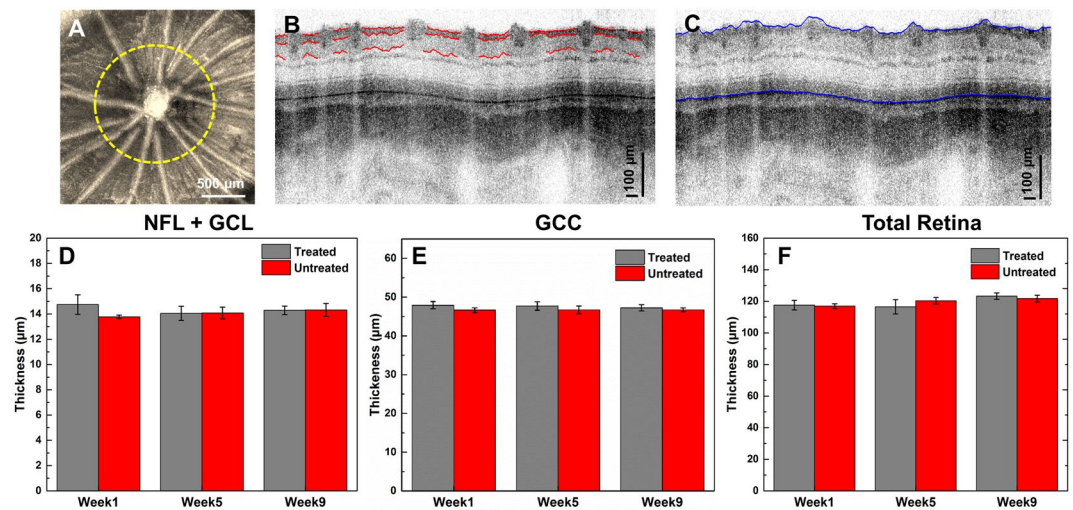 A
500 µm
B
100 µm
C
100 µm
NFL + GCL
D
Treated
Untreated
Thickness (µm)
20
18
16
14
12
10
8
6
4
2
0
Week1 Week5 Week9
GCC
E
Treated
Untreated
Thickeness (µm)
60
50
40
30
20
10
0
Week1 Week5 Week9
Total Retina
F
Treated
Untreated
Thickness (µm)
160
140
120
100
80
60
40
20
0
Week1 Week5 Week9